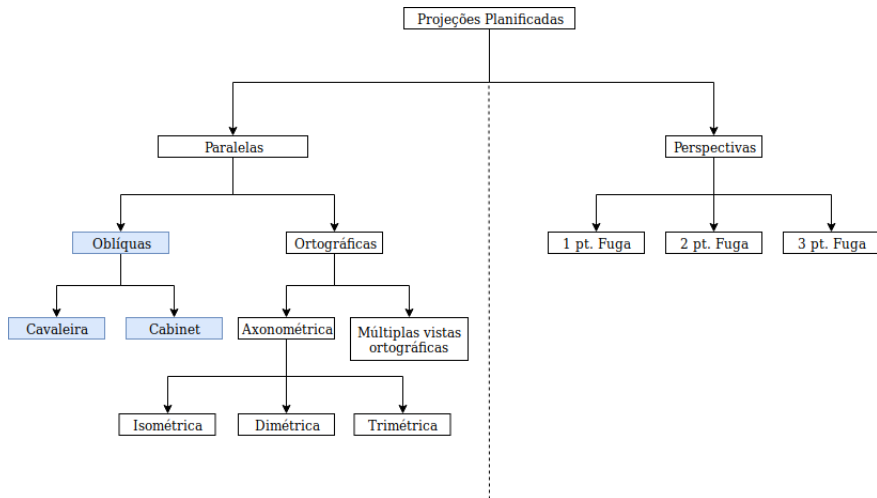 Projeções Planificadas
Paralelas
Perspectivas
Oblíquas
Ortográficas
1 pt. Fuga
2 pt. Fuga
3 pt. Fuga
Cavaleira
Cabinet
Axonométrica
Múltiplas vistas
ortográficas
Isométrica
Dimétrica
Trimétrica